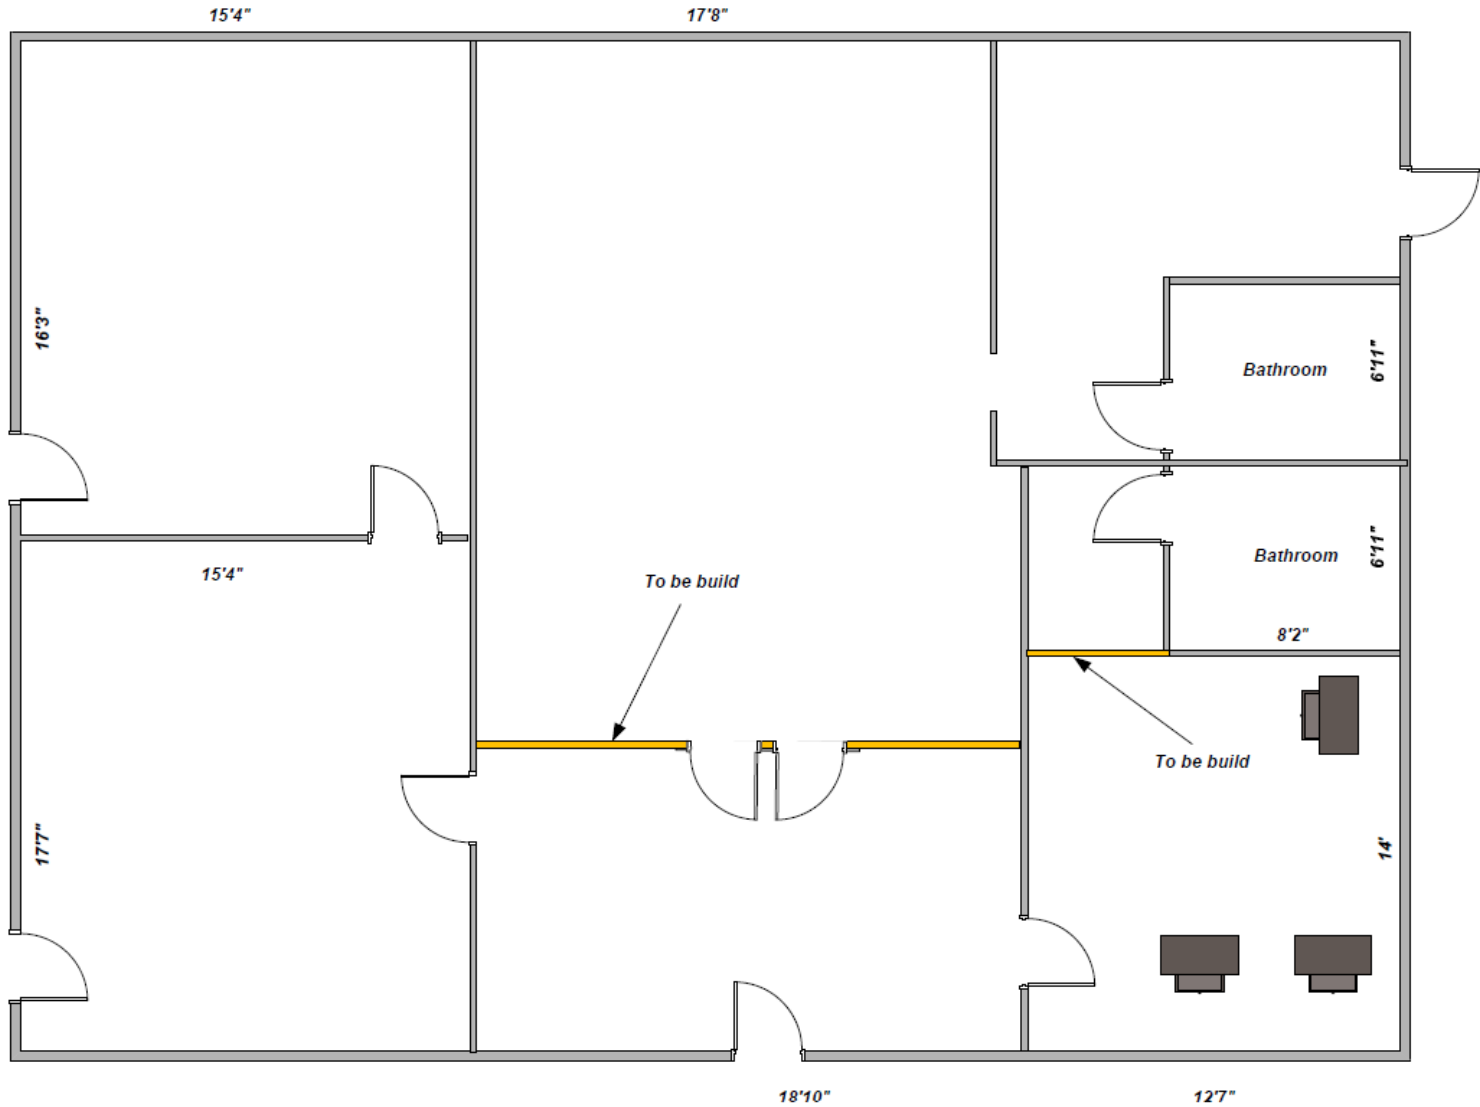 15'4"
17'8"
16'3"
Bathroom
6'11"
15'4"
To be build
Bathroom
6'11"
8'2"
To be build
17'7"
14'
18'10"
12'7"